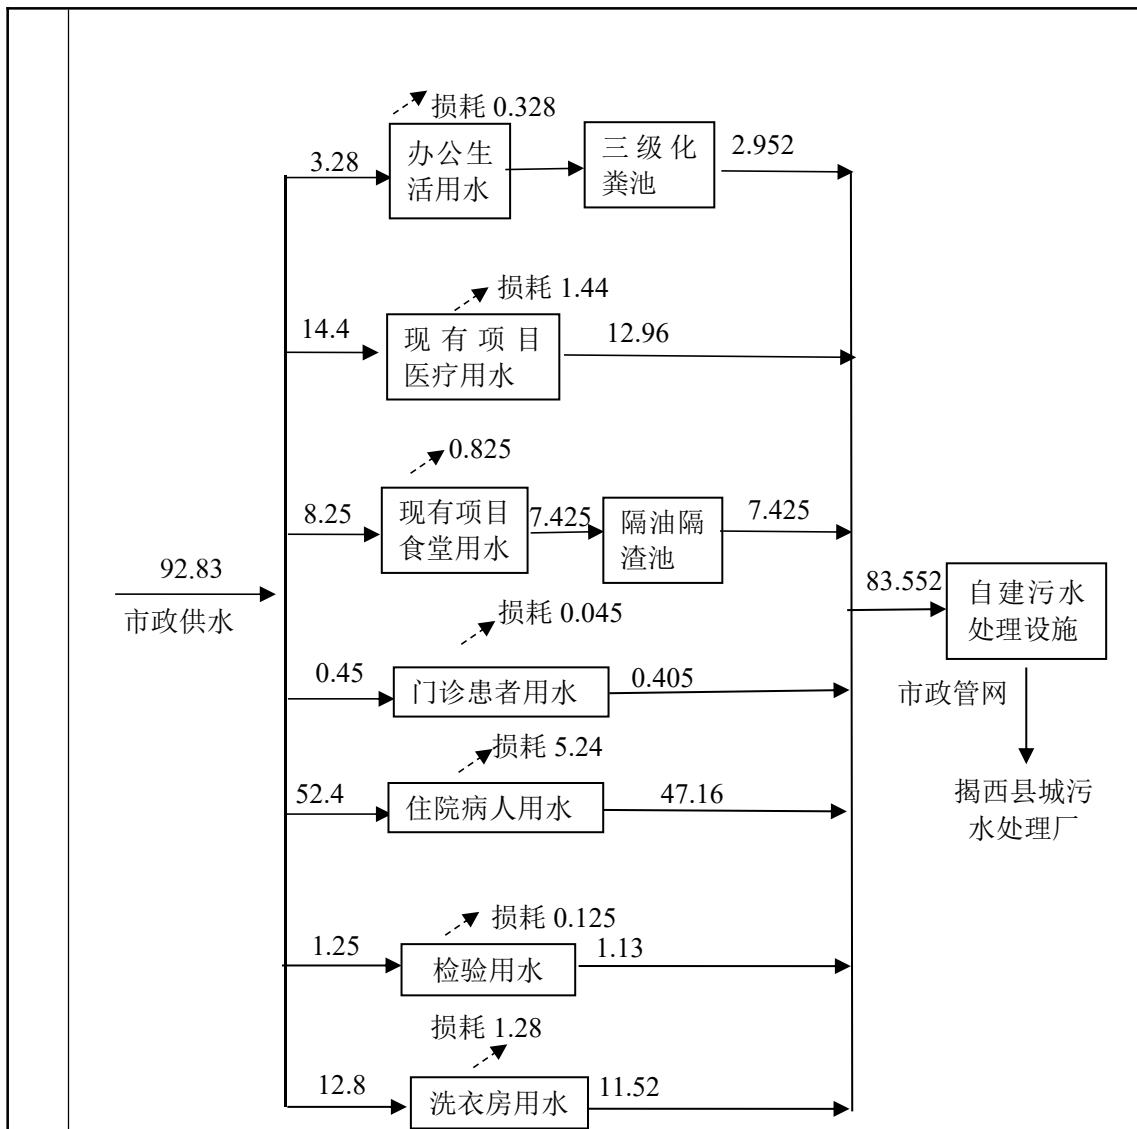 损耗 0.328
3.28
办公生
活用水
三级化
粪池
2.952
损耗 1.44
14.4
现有项目
医疗用水
12.96
0.825
8.25
现有项目
食堂用水
7.425
隔油隔
渣池
7.425
92.83
市政供水
83.552
自建污水
处理设施
损耗 0.045
0.45
门诊患者用水
0.405
市政管网
损耗 5.24
52.4
住院病人用水
47.16
揭西县城污
水处理厂
损耗 0.125
1.25
检验用水
1.13
损耗 1.28
12.8
洗衣房用水
11.52